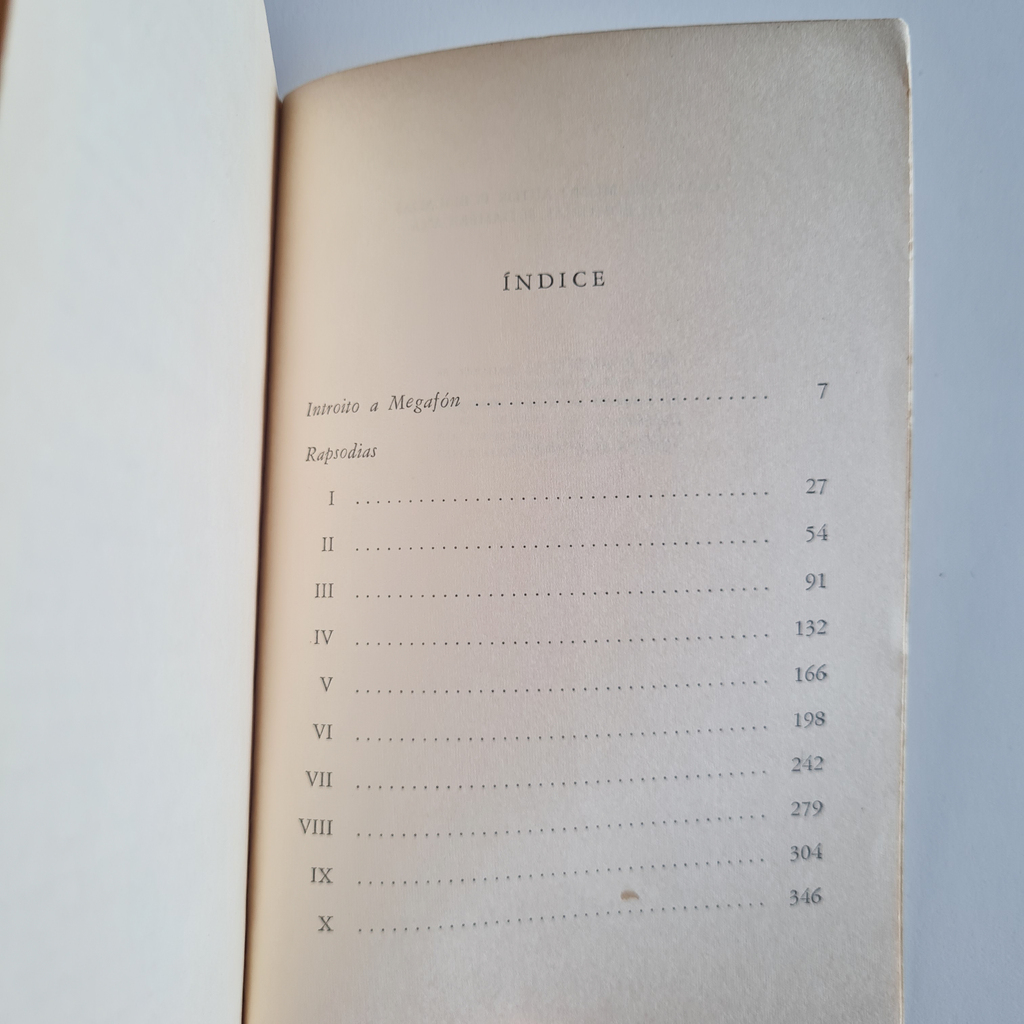 ÍNDICE
Introito a Megafón .......................... 7
Rapsodias
I ..................................... 27
II ..................................... 54
III ..................................... 91
IV ..................................... 132
V ..................................... 166
VI ..................................... 198
VII ..................................... 242
VIII ..................................... 279
IX ..................................... 304
X ..................................... 346